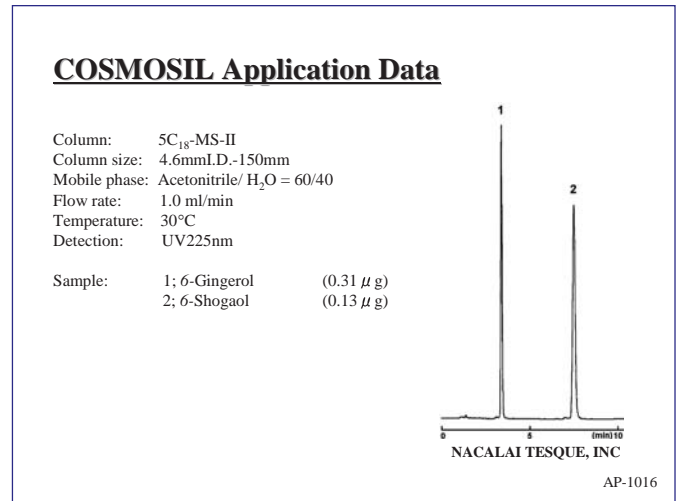 COSMOSIL Application Data
Column: 5C₁₈-MS-II
Column size: 4.6mmI.D.-150mm
Mobile phase: Acetonitrile/ H₂O = 60/40
Flow rate: 1.0 ml/min
Temperature: 30°C
Detection: UV225nm
Sample: 1; 6-Gingerol (0.31 μ g)
2; 6-Shogaol (0.13 μ g)
1
2
0 5 (min)10
NACALAI TESQUE, INC
AP-1016